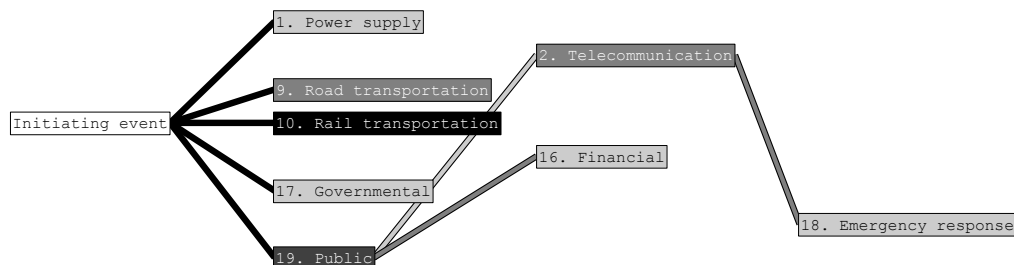 1. Power supply
2. Telecommunication
9. Road transportation
Initiating event
10. Rail transportation
16. Financial
17. Governmental
18. Emergency response
19. Public